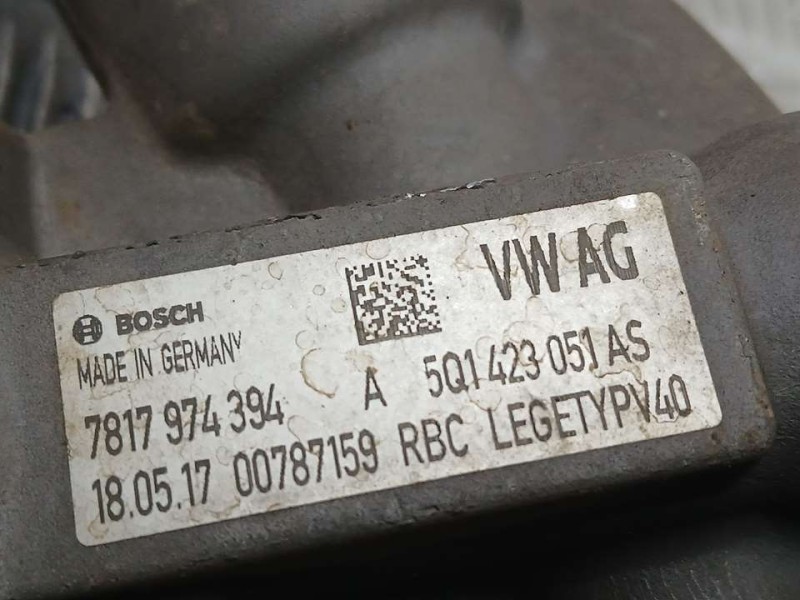 BOSCH
VW AG
MADE IN GERMANY
7817 974 394 A 5Q1 423 051 AS
18.05.17 00787159 RBC LEGETYPV40